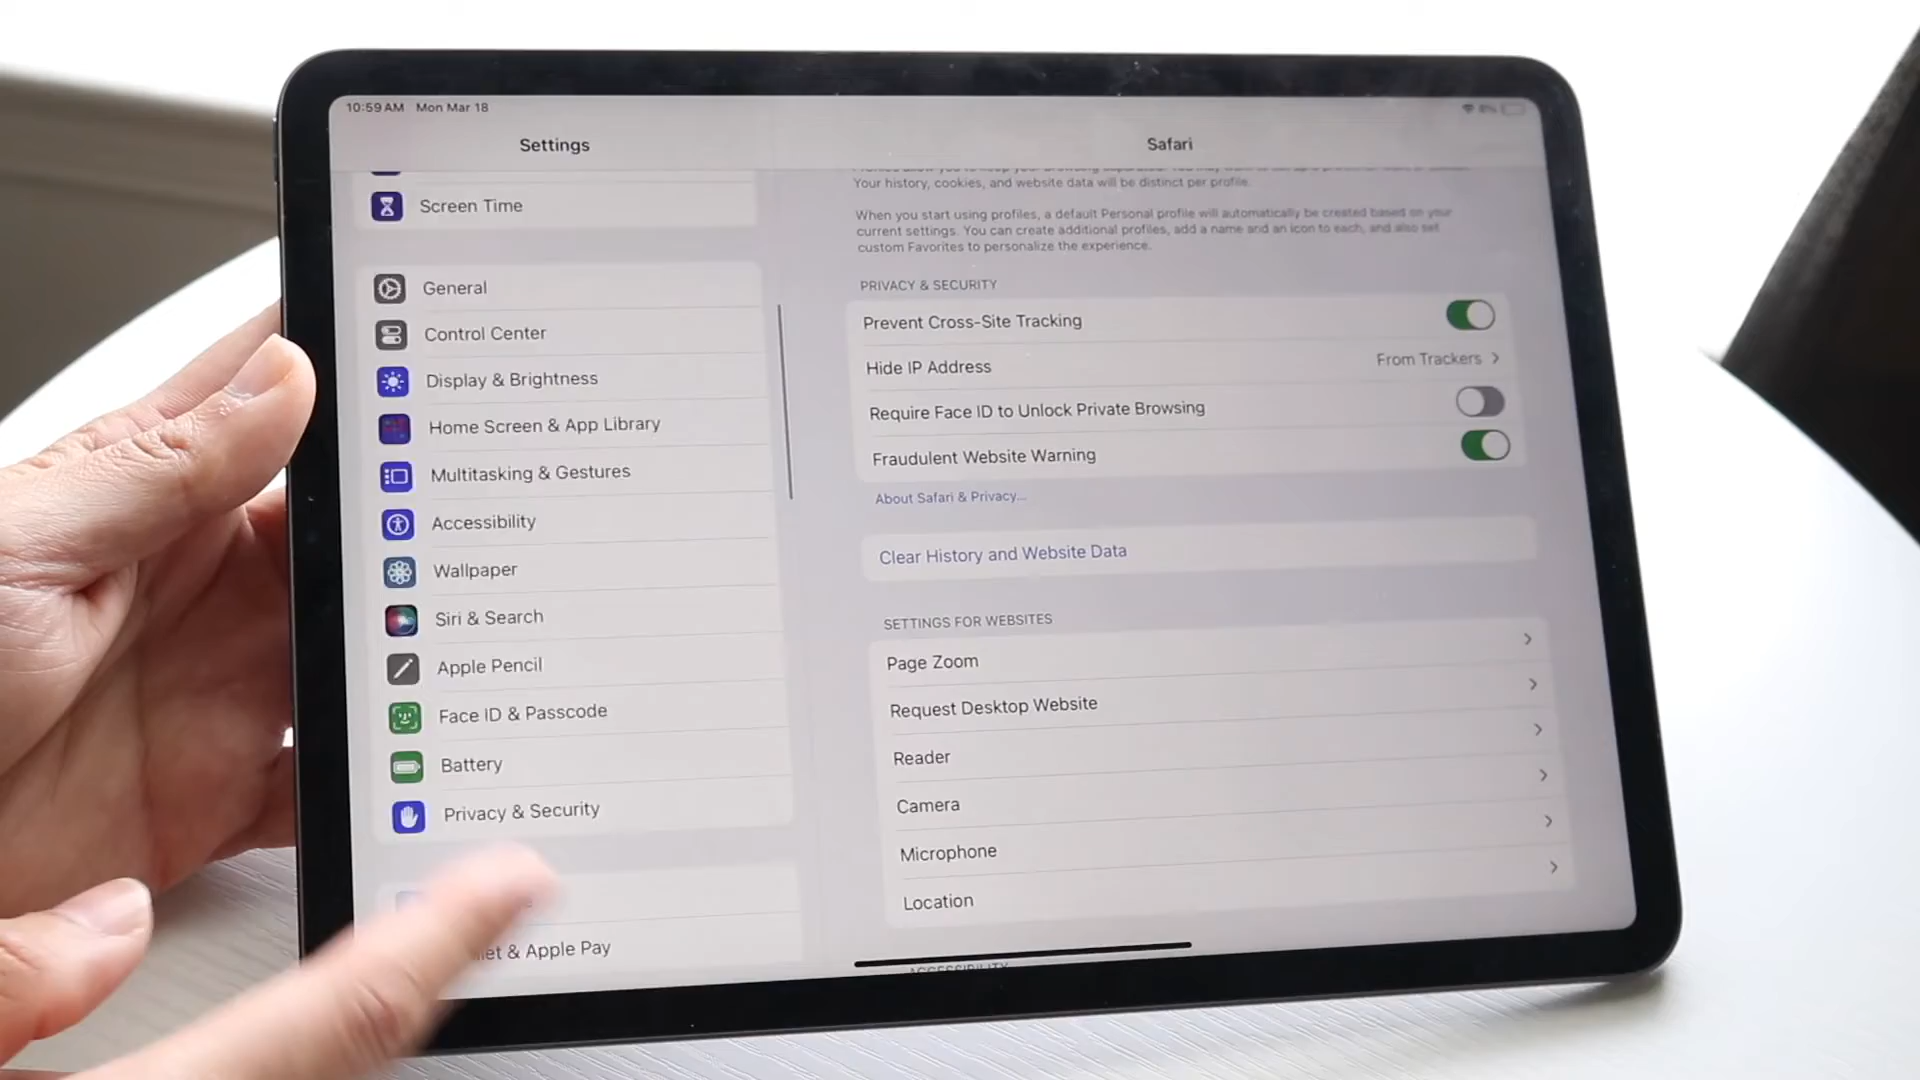 10:59 AM Mon Mar 18
Settings
Screen Time
General
Control Center
Display & Brightness
Home Screen & App Library
Multitasking & Gestures
Accessibility
Wallpaper
Siri & Search
Apple Pencil
Face ID & Passcode
Battery
Privacy & Security
& Apple Pay
Safari
Your history, cookies, and website data will be distinct per profile.
When you start using profiles, a default Personal profile will automatically be created based on your
current settings. You can create additional profiles, add a name and an icon to each, and also set
custom Favorites to personalize the experience.
PRIVACY & SECURITY
Prevent Cross-Site Tracking
Hide IP Address From Trackers
Require Face ID to Unlock Private Browsing
Fraudulent Website Warning
About Safari & Privacy...
Clear History and Website Data
SETTINGS FOR WEBSITES
Page Zoom
Request Desktop Website
Reader
Camera
Microphone
Location
ACCESSIBILITY